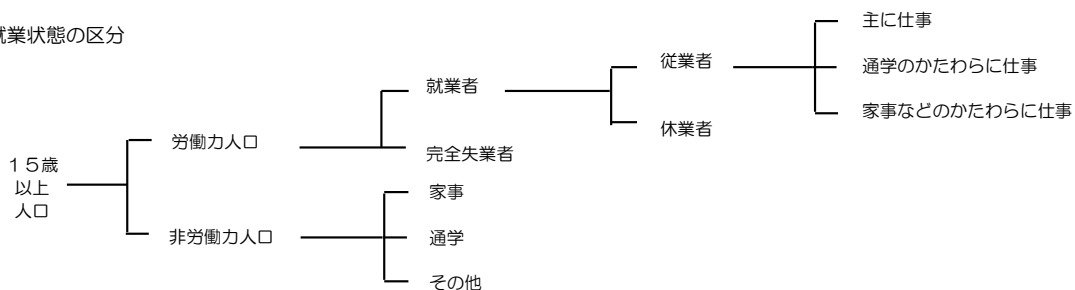 業状態の区分
主に仕事
従業者
通学のかたわらに仕事
就業者
家事などのかたわらに仕事
休業者
労働力人口
完全失業者
15歳
以上
人口
家事
非労働力人口
通学
その他